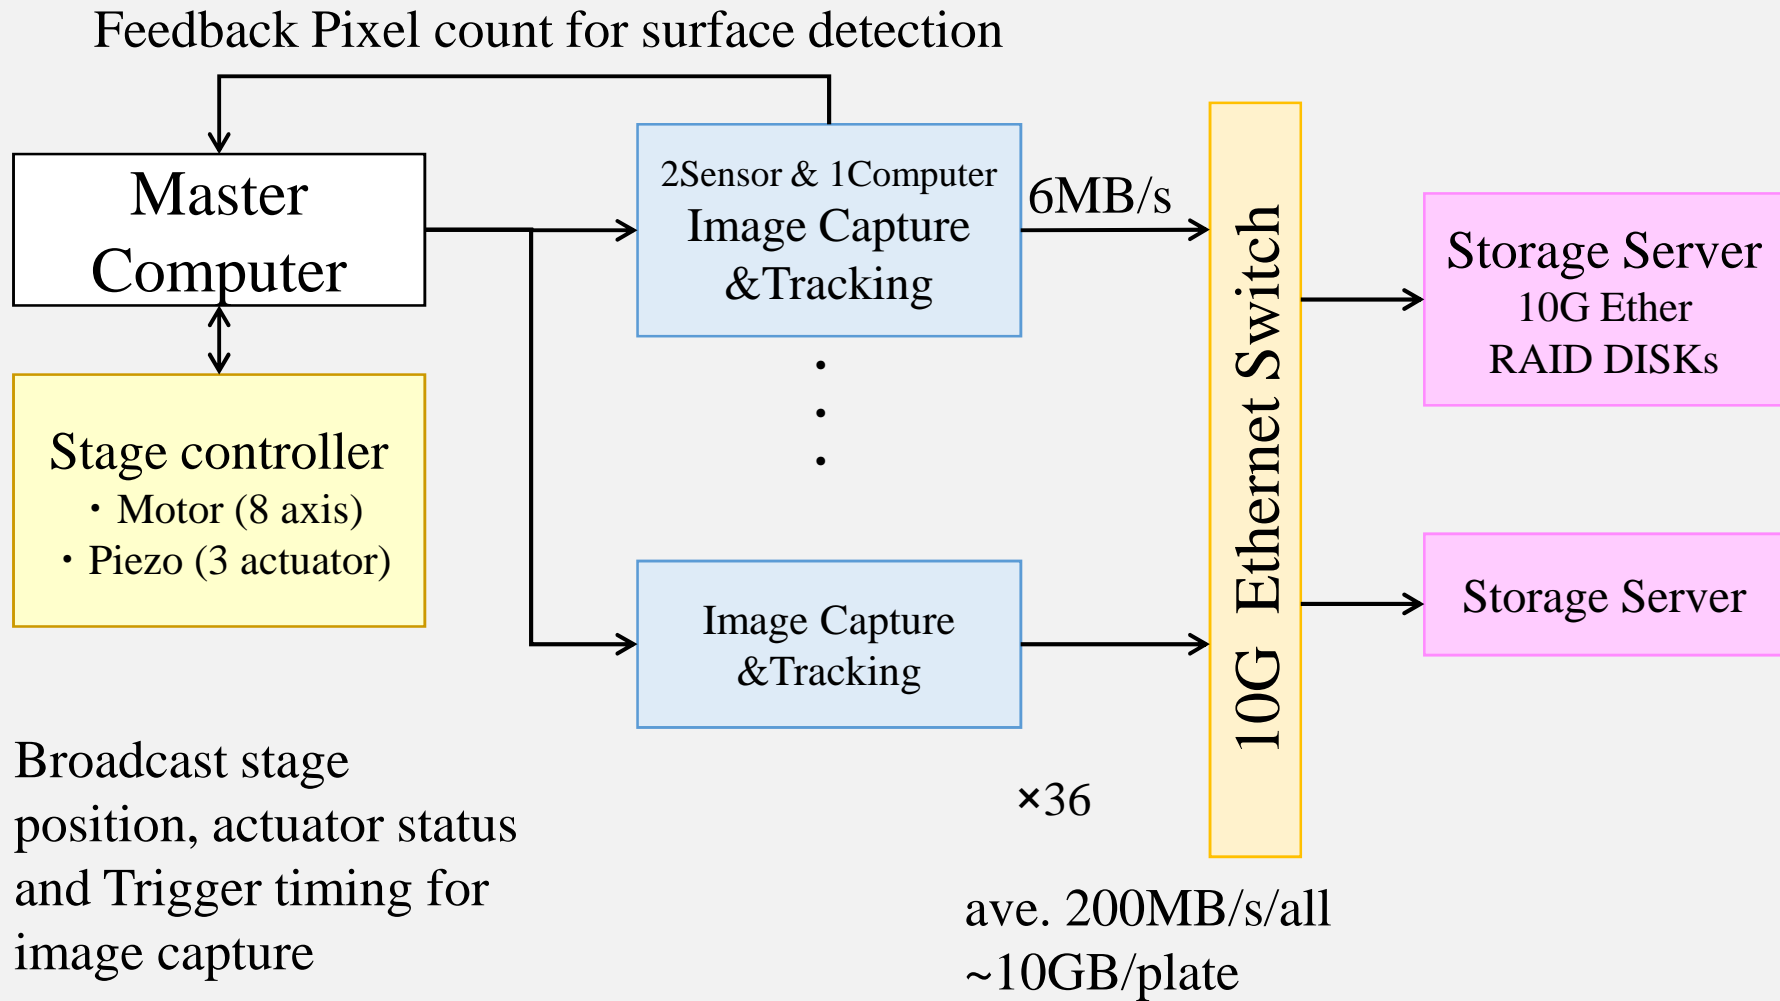 Feedback Pixel count for surface detection
Master
Computer
Stage controller
・Motor (8 axis)
・Piezo (3 actuator)
Broadcast stage
position, actuator status
and Trigger timing for
image capture
2Sensor & 1Computer
Image Capture
&Tracking
6MB/s
Image Capture
&Tracking
×36
10G Ethernet Switch
ave. 200MB/s/all
~10GB/plate
Storage Server
10G Ether
RAID DISKs
Storage Server